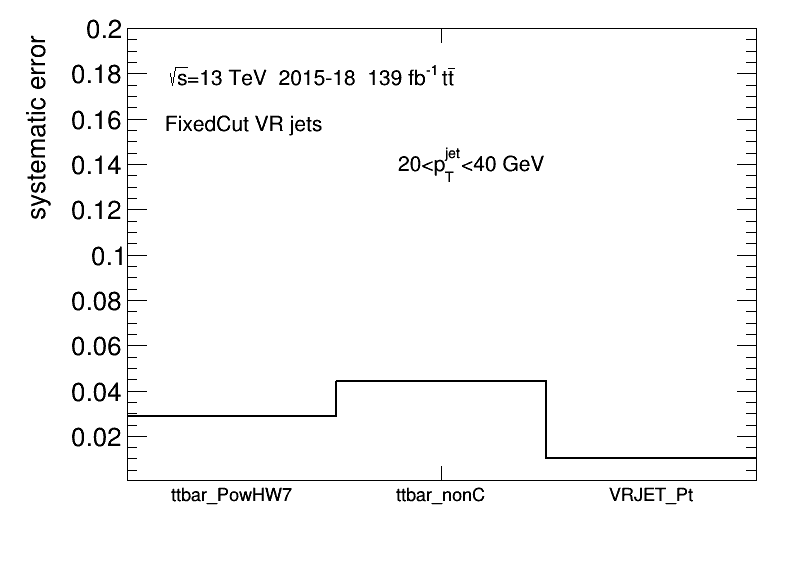 systematic error
0.2
0.18
0.16
0.14
0.12
0.1
0.08
0.06
0.04
0.02
√s=13 TeV 2015-18 139 fb⁻¹ tt̄
FixedCut VR jets
20<p_T^jet<40 GeV
ttbar_PowHW7 ttbar_nonC VRJET_Pt